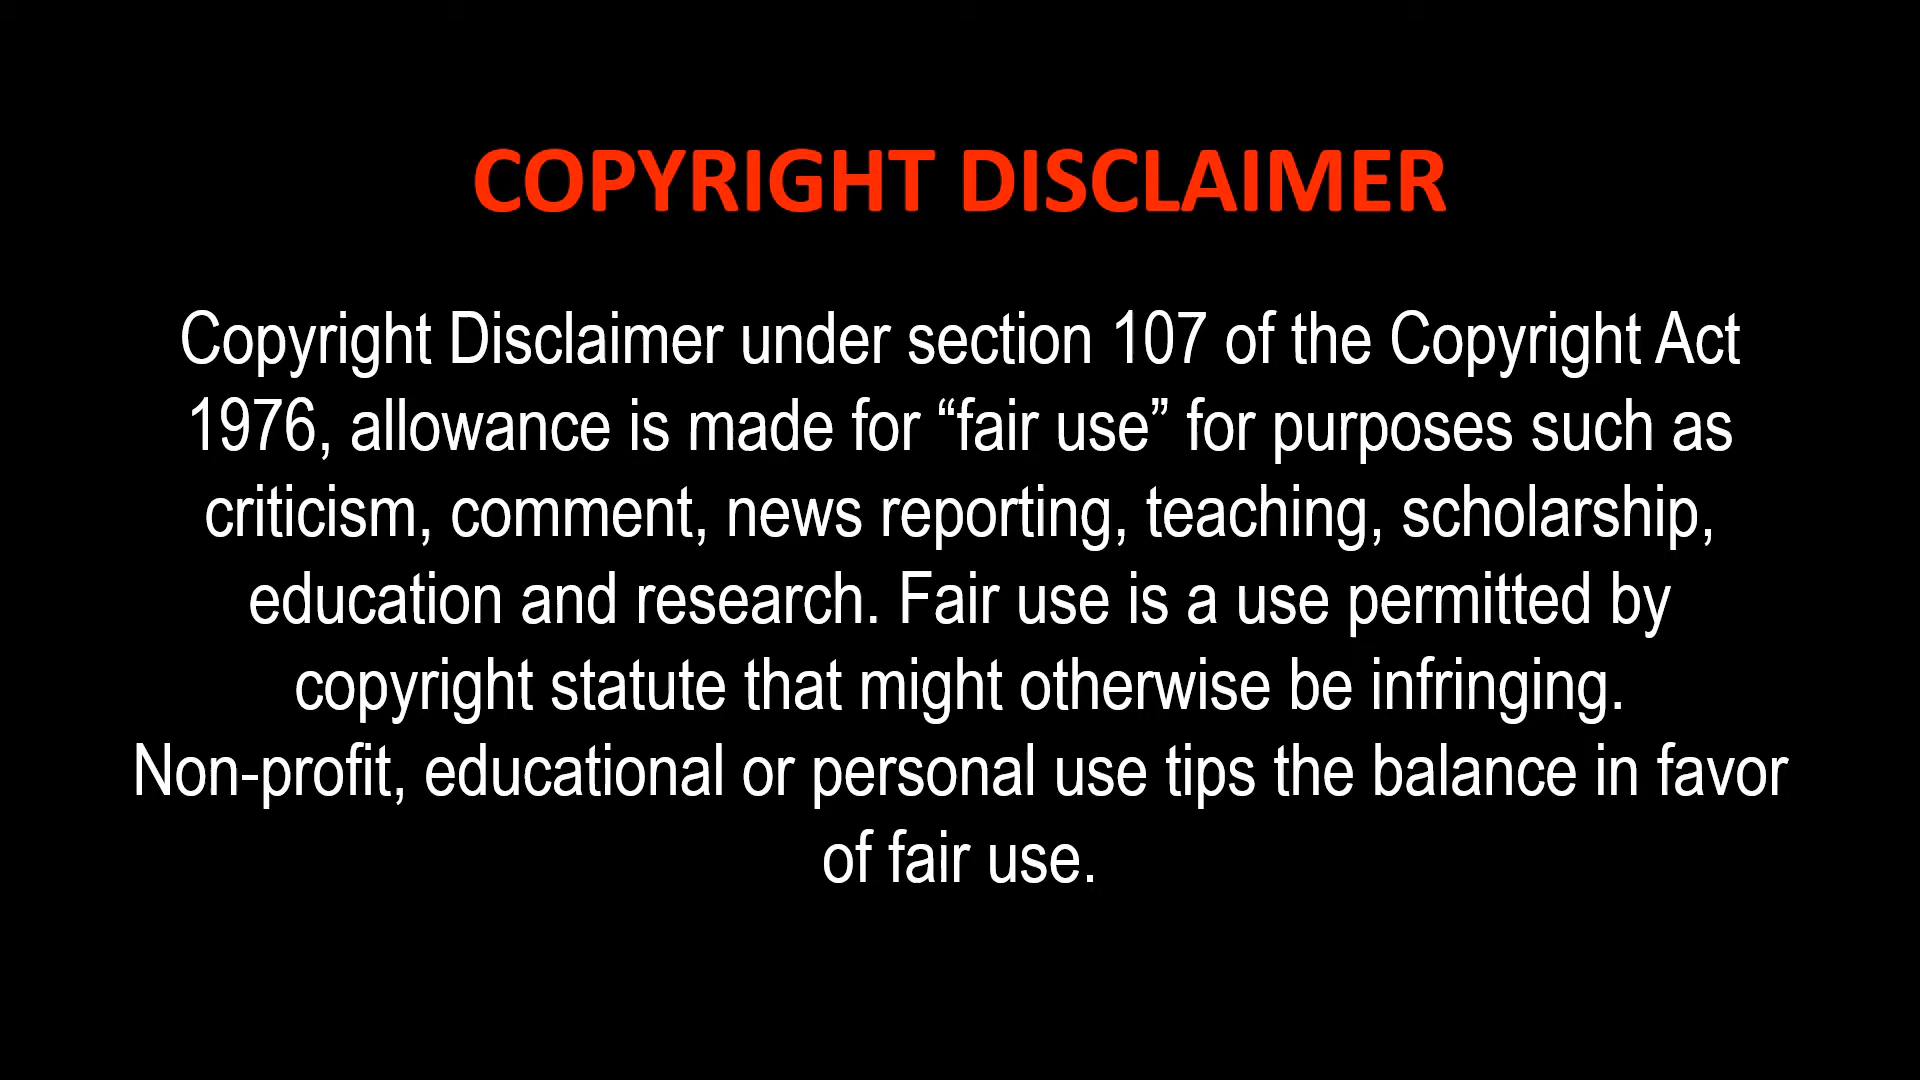 COPYRIGHT DISCLAIMER
Copyright Disclaimer under section 107 of the Copyright Act
1976, allowance is made for “fair use” for purposes such as
criticism, comment, news reporting, teaching, scholarship,
education and research. Fair use is a use permitted by
copyright statute that might otherwise be infringing.
Non-profit, educational or personal use tips the balance in favor
of fair use.